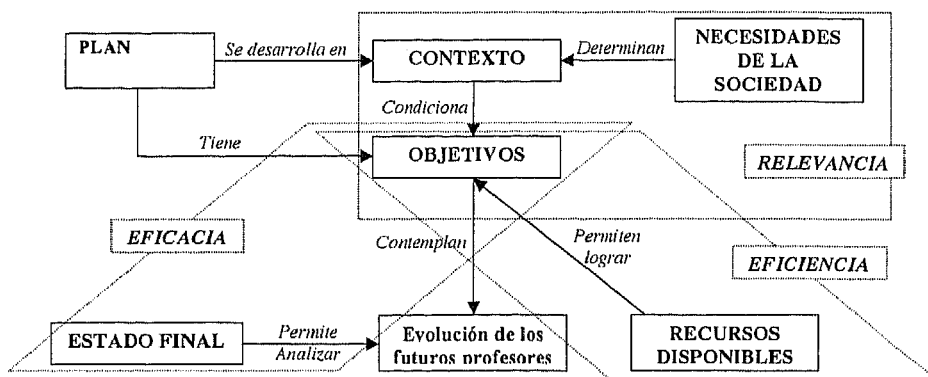 PLAN
Se desarrolla en
CONTEXTO
Determinan
NECESIDADES
DE LA
SOCIEDAD
Condiciona
Tiene
OBJETIVOS
RELEVANCIA
EFICACIA
Contemplan
Permiten
lograr
EFICIENCIA
ESTADO FINAL
Permite
Analizar
Evolución de los
futuros profesores
RECURSOS
DISPONIBLES